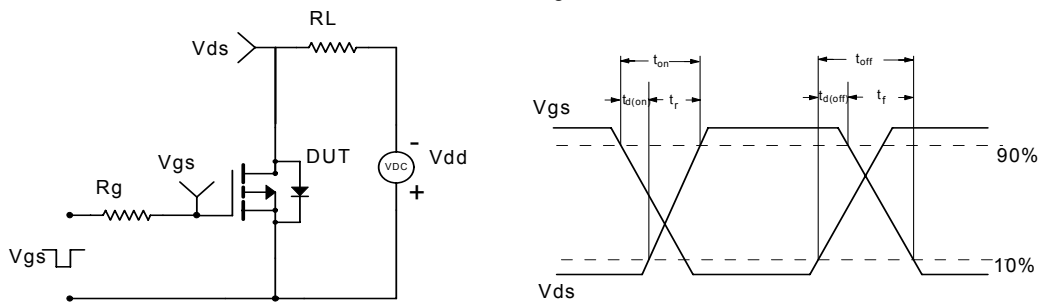 RL
Vds
Vgs
DUT
VDC
-
+
Vdd
Rg
Vgs
ton
td(on)
tr
toff
td(off)
tf
Vgs
90%
10%
Vds